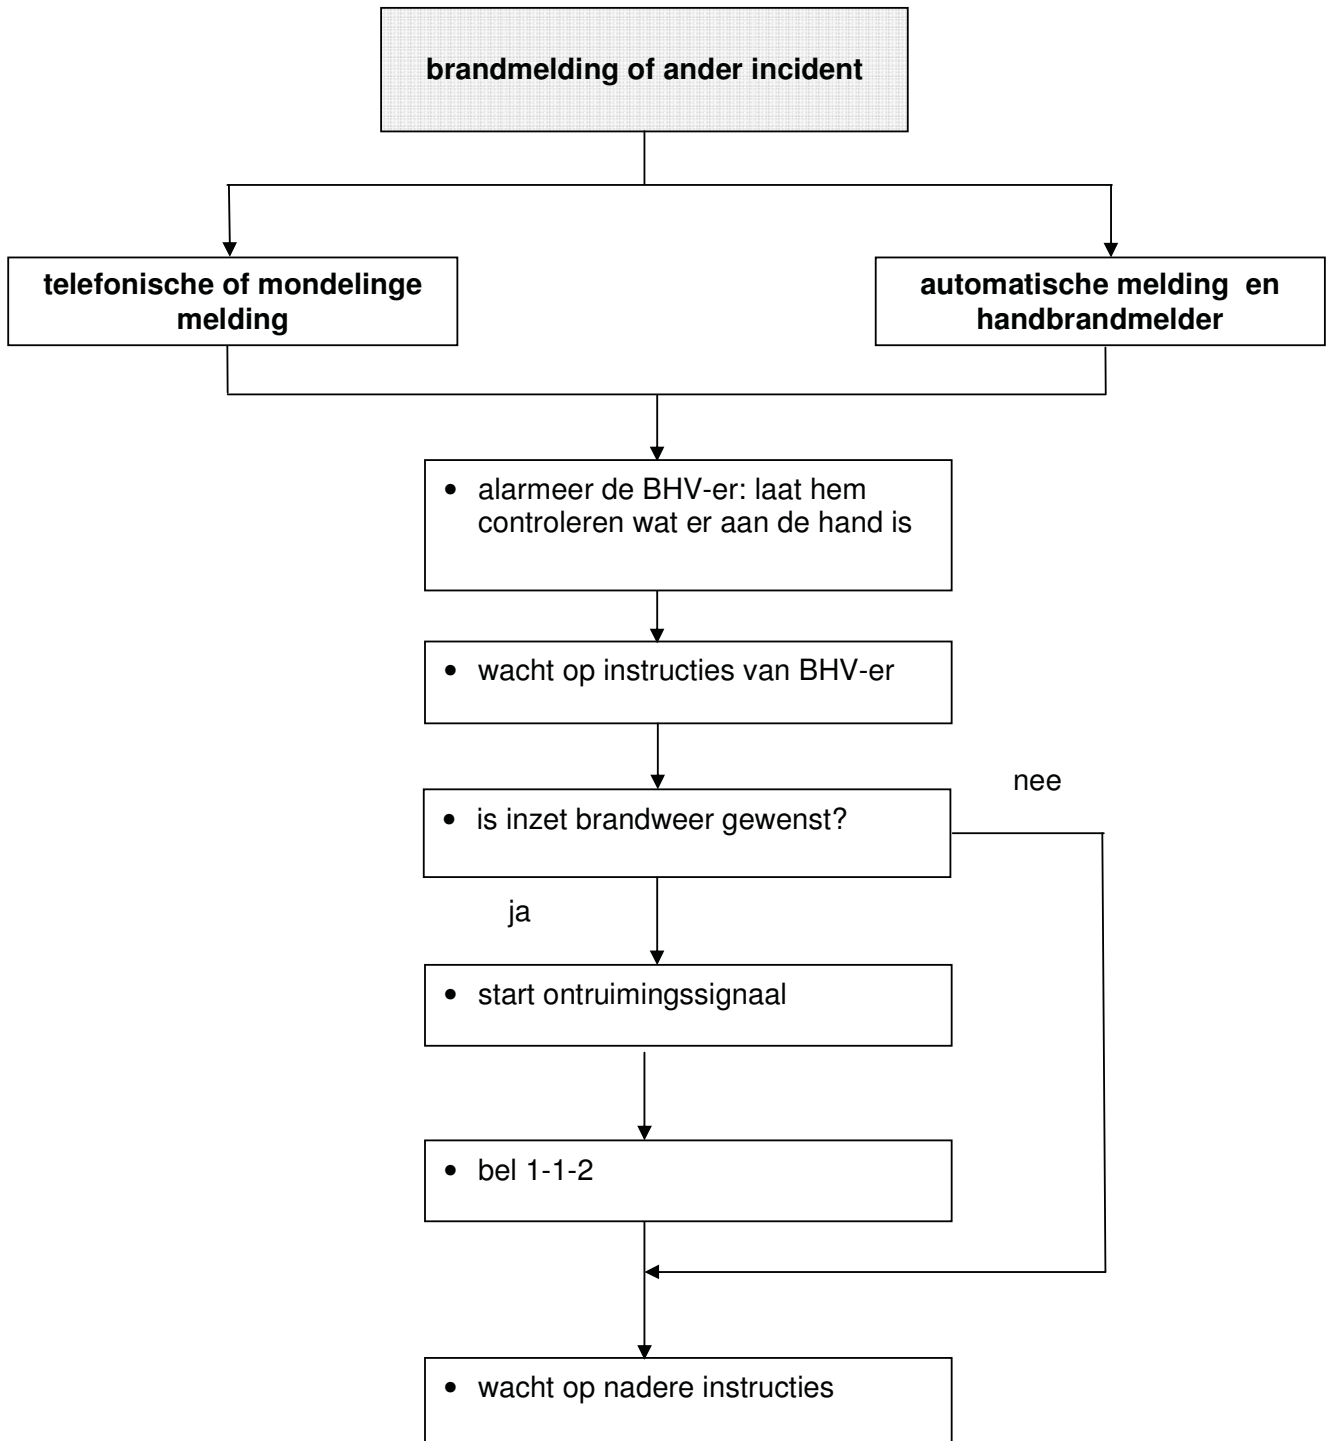 brandmelding of ander incident
telefonische of mondelinge
melding
automatische melding en
handbrandmelder
• alarmeer de BHV-er: laat hem
controleren wat er aan de hand is
• wacht op instructies van BHV-er
nee
• is inzet brandweer gewenst?
ja
• start ontruimingssignaal
• bel 1-1-2
• wacht op nadere instructies